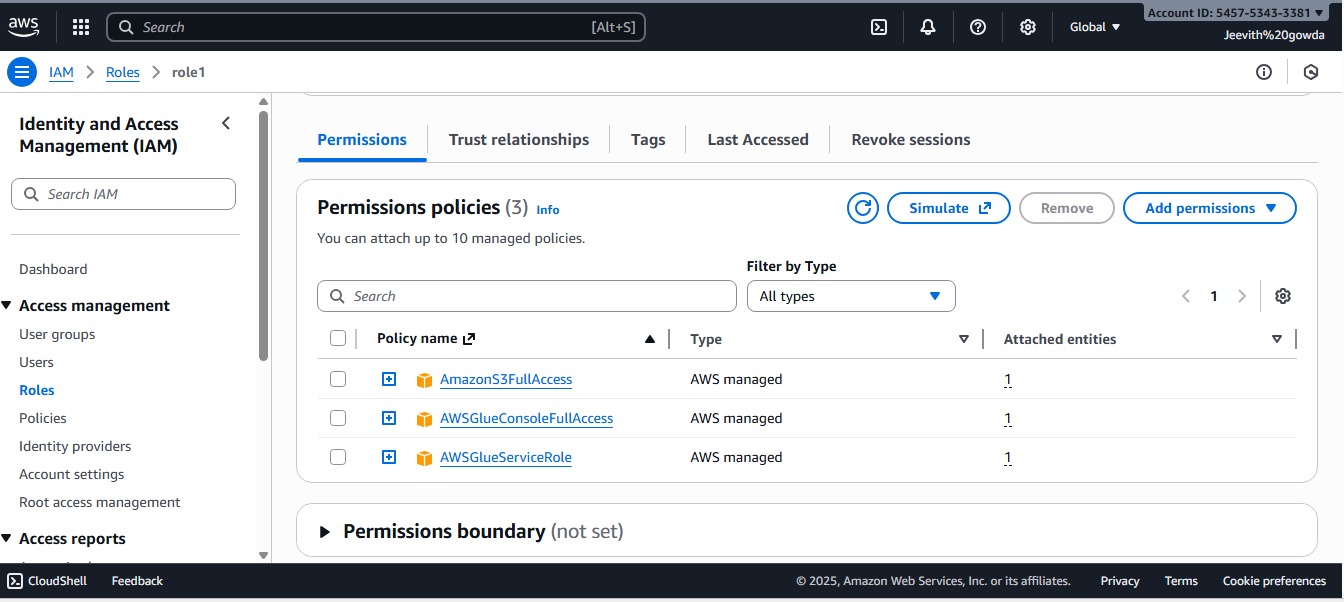 aws
Search [Alt+S]
Global
Account ID: 5457-5343-3381
Jeevith%20gowda
IAM > Roles > role1
Identity and Access
Management (IAM)
Search IAM
Dashboard
Access management
User groups
Users
Roles
Policies
Identity providers
Account settings
Root access management
Access reports
Permissions Trust relationships Tags Last Accessed Revoke sessions
Permissions policies (3) Info
Simulate Remove Add permissions
You can attach up to 10 managed policies.
Filter by Type
Search All types
1
Policy name Type Attached entities
AmazonS3FullAccess AWS managed 1
AWSGlueConsoleFullAccess AWS managed 1
AWSGlueServiceRole AWS managed 1
Permissions boundary (not set)
CloudShell Feedback © 2025, Amazon Web Services, Inc. or its affiliates. Privacy Terms Cookie preferences